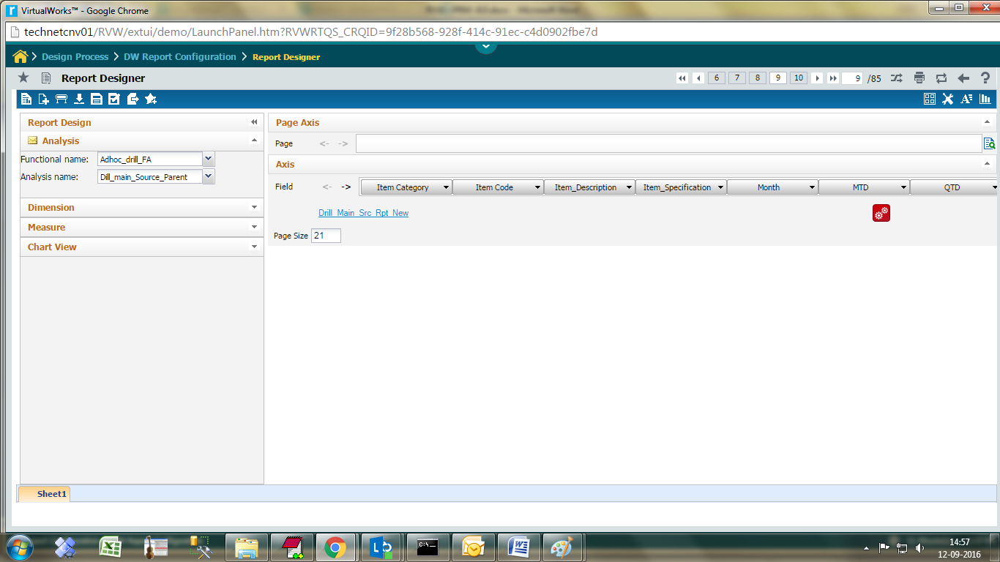 VirtualWorks™ - Google Chrome
technetcnv01/RVW/extui/demo/LaunchPanel.htm?RVWRTQS_CRQID=9f28b568-928f-414c-91ec-c4d0902fbe7d
Design Process > DW Report Configuration > Report Designer
Report Designer 6 7 8 9 10 9 /85
Report Design
Page Axis
Analysis
Page <- ->
Functional name: Adhoc_drill_FA
Axis
Analysis name: Dill_main_Source_Parent
Field <- -> Item Category Item Code Item_Description Item_Specification Month MTD QTD
Dimension
Drill_Main_Src_Rpt_New
Measure
Page Size 21
Chart View
Sheet1
14:57
12-09-2016